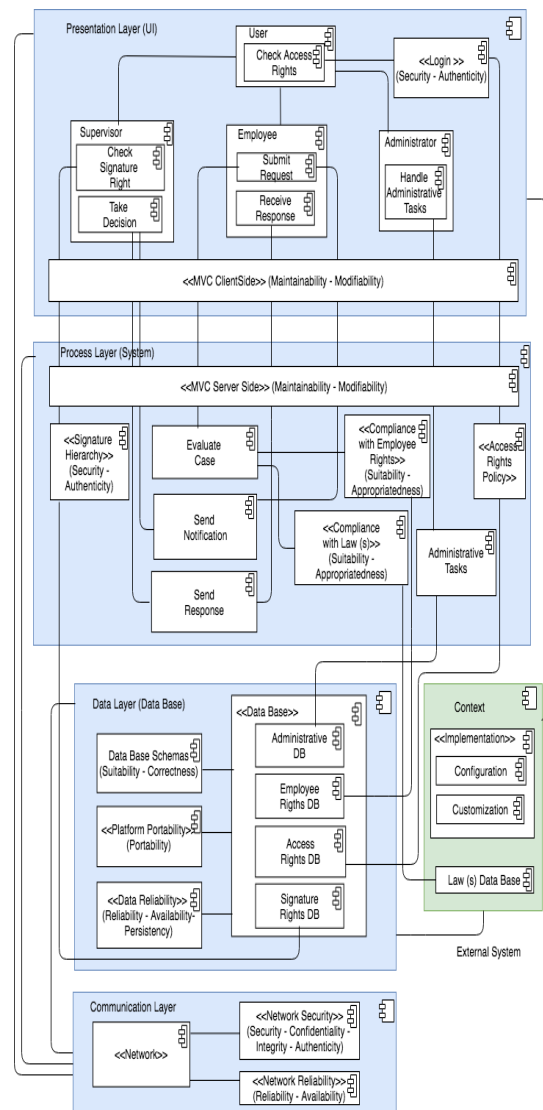 Presentation Layer (UI)
User
Check Access
Rights
<<Login >>
(Security - Authenticity)
Supervisor
Check
Signature
Right
Take
Decision
Employee
Submit
Request
Receive
Response
Administrator
Handle
Administrative
Tasks
<<MVC ClientSide>> (Maintainability - Modifiability)
Process Layer (System)
<<MVC Server Side>> (Maintainability - Modifiability)
<<Signature
Hierarchy>>
(Security -
Authenticity)
Evaluate
Case
<<Compliance
with Employee
Rights>>
(Suitability -
Appropriatedness)
<<Access
Rights
Policy>>
Send
Notification
<<Compliance
with Law (s)>>
(Suitability -
Appropriatedness)
Administrative
Tasks
Send
Response
Data Layer (Data Base)
<<Data Base>>
Administrative
DB
Data Base Schemas
(Suitability - Correctness)
Employee
Rigths DB
<<Platform Portability>>
(Portability)
Access
Rights DB
<<Data Reliability>>
(Reliability - Availability-
Persistency)
Signature
Rights DB
Context
<<Implementation>>
Configuration
Customization
Law (s) Data Base
External System
Communication Layer
<<Network>>
<<Network Security>>
(Security - Confidentiality -
Integrity - Authenticity)
<<Network Reliability>>
(Reliability - Availability)